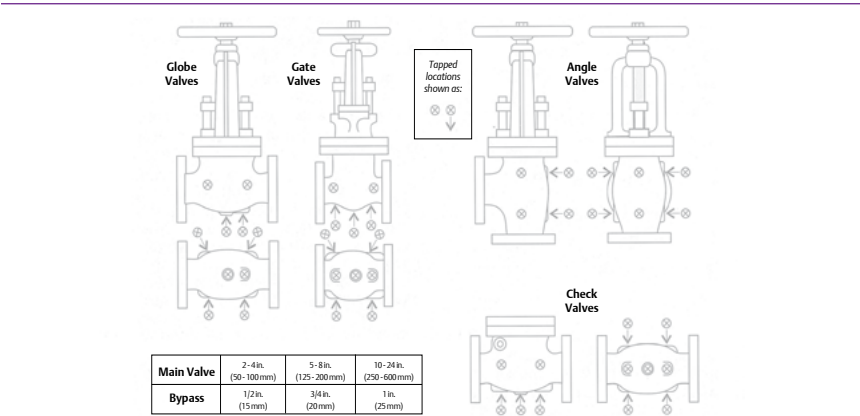 Globe
Valves
Gate
Valves
Tapped
locations
shown as:
Angle
Valves
Check
Valves
Main Valve
2 - 4 in.
(50 - 100 mm)
5 - 8 in.
(125 - 200 mm)
10 - 24 in.
(250 - 600 mm)
Bypass
1/2 in.
(15 mm)
3/4 in.
(20 mm)
1 in.
(25 mm)